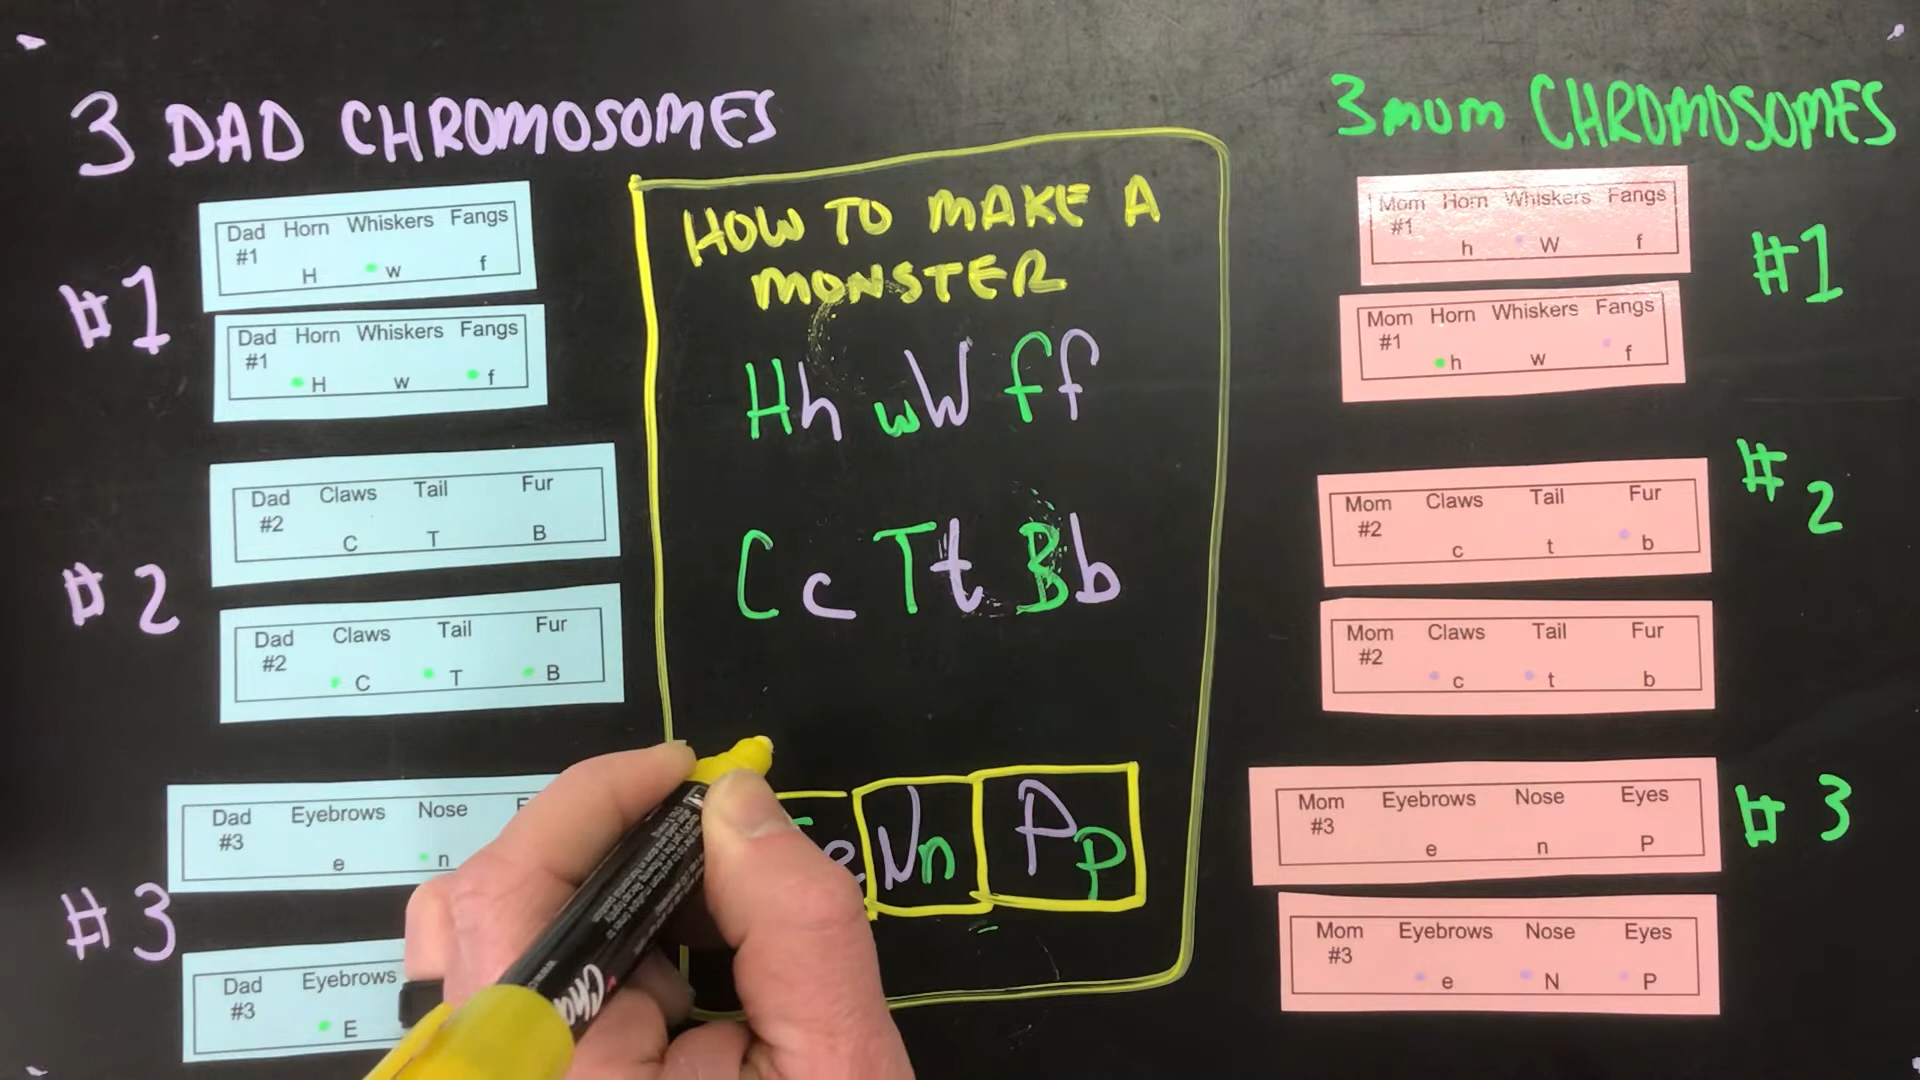 3 DAD CHROMOSOMES
#1
Dad Horn Whiskers Fangs
#1
H w f
Dad Horn Whiskers Fangs
#1
H w f
#2
Dad Claws Tail Fur
#2
C T B
Dad Claws Tail Fur
#2
C T B
#3
Dad Eyebrows Nose
#3
e n
Dad Eyebrows
#3
E
HOW TO MAKE A
MONSTER
Hh wW ff
Cc Tt Bb
e Nn Pp
3 mum CHROMOSOMES
Mom Horn Whiskers Fangs
#1
h W f
Mom Horn Whiskers Fangs
#1
h w f
#1
Mom Claws Tail Fur
#2
c t b
Mom Claws Tail Fur
#2
c t b
#2
Mom Eyebrows Nose Eyes
#3
e n P
Mom Eyebrows Nose Eyes
#3
e N P
#3
Cha